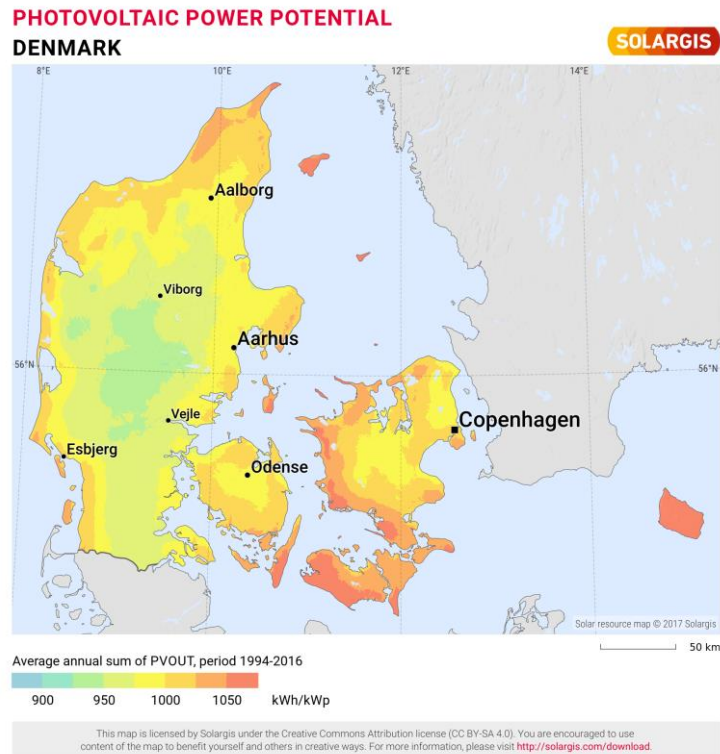 PHOTOVOLTAIC POWER POTENTIAL
DENMARK
SOLARGIS
8°E 10°E 12°E 14°E
Aalborg
Viborg
Aarhus
56°N 56°N
Vejle
Copenhagen
Esbjerg
Odense
Solar resource map © 2017 Solargis
50 km
Average annual sum of PVOUT, period 1994-2016
900 950 1000 1050 kWh/kWp
This map is licensed by Solargis under the Creative Commons Attribution license (CC BY-SA 4.0). You are encouraged to use
content of the map to benefit yourself and others in creative ways. For more information, please visit http://solargis.com/download.